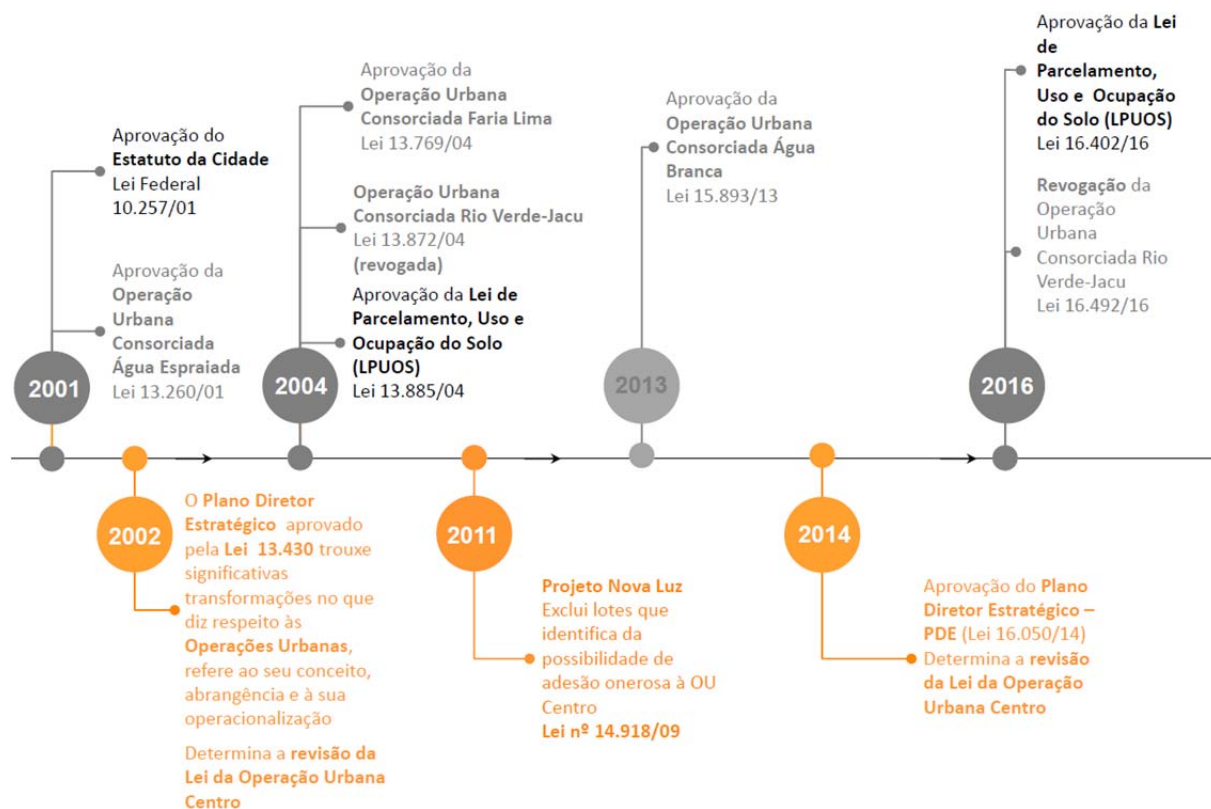 Aprovação do
Estatuto da Cidade
Lei Federal
10.257/01
Aprovação da
Operação
Urbana
Consorciada
Água Espraiada
Lei 13.260/01
2001
Aprovação da
Operação Urbana
Consorciada Faria Lima
Lei 13.769/04
Operação Urbana
Consorciada Rio Verde-Jacu
Lei 13.872/04
(revogada)
Aprovação da Lei de
Parcelamento, Uso e
Ocupação do Solo
(LPUOS)
Lei 13.885/04
2004
Aprovação da
Operação Urbana
Consorciada Água
Branca
Lei 15.893/13
2013
Aprovação da Lei
de
Parcelamento,
Uso e Ocupação
do Solo (LPUOS)
Lei 16.402/16
Revogação da
Operação
Urbana
Consorciada Rio
Verde-Jacu
Lei 16.492/16
2016
2002
O Plano Diretor
Estratégico aprovado
pela Lei 13.430 trouxe
significativas
transformações no que
diz respeito às
Operações Urbanas,
refere ao seu conceito,
abrangência e à sua
operacionalização
Determina a revisão da
Lei da Operação Urbana
Centro
2011
Projeto Nova Luz
Exclui lotes que
identifica da
possibilidade de
adesão onerosa à OU
Centro
Lei nº 14.918/09
2014
Aprovação do Plano
Diretor Estratégico –
PDE (Lei 16.050/14)
Determina a revisão
da Lei da Operação
Urbana Centro